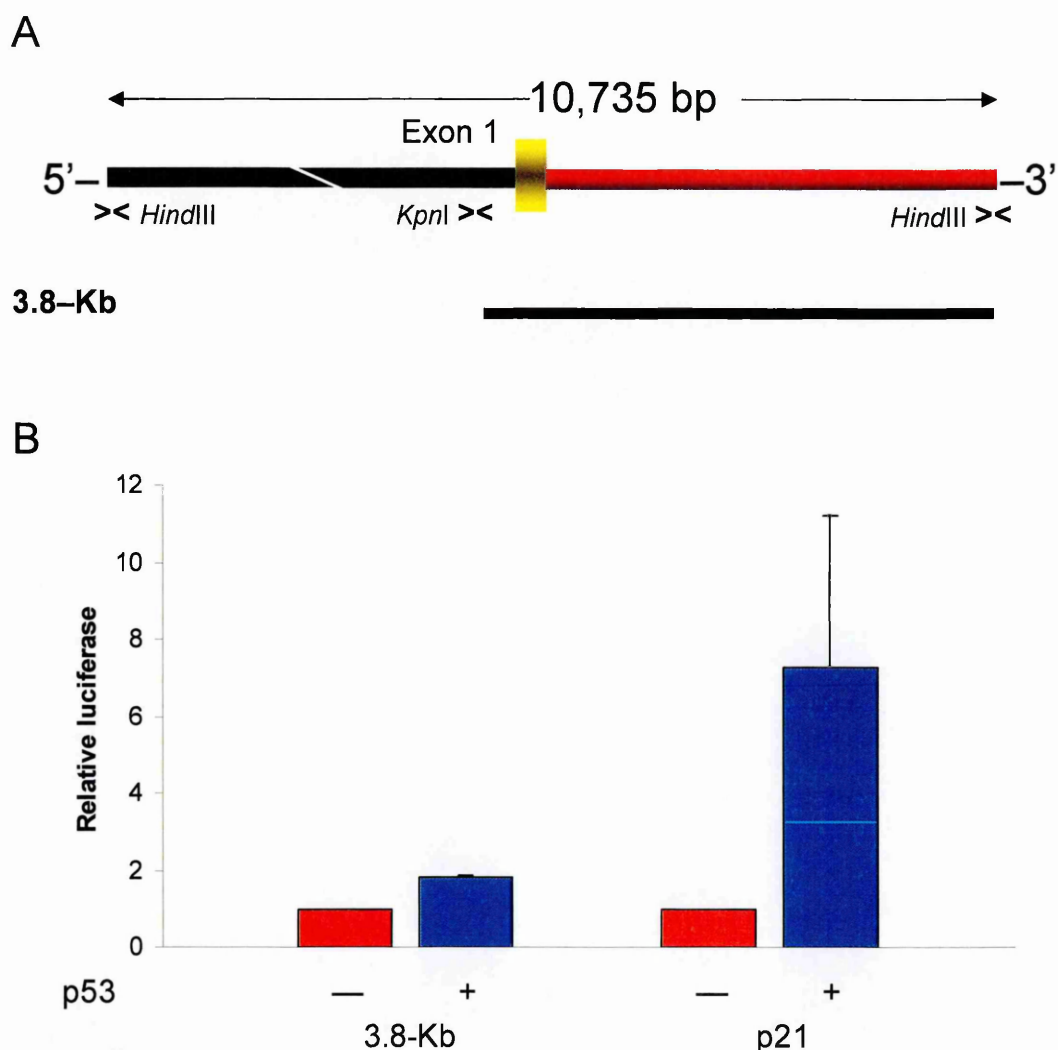 A
10,735 bp
Exon 1
5'– –3'
>< HindIII KpnI >< HindIII ><
3.8–Kb
B
12
10
8
6
4
2
0
Relative luciferase
p53 — + — +
3.8-Kb p21